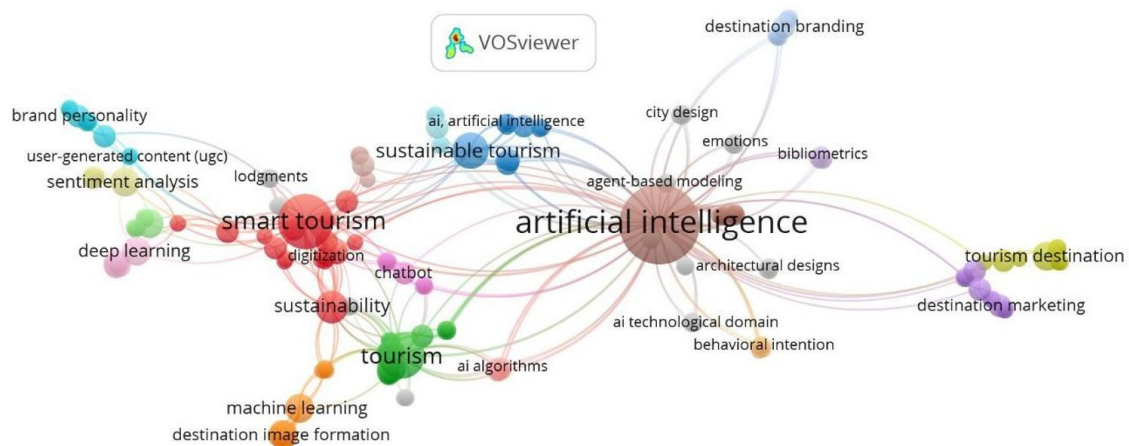 destination branding
VOSviewer
brand personality
ai, artificial intelligence
city design
sustainable tourism
emotions
user-generated content (ugc)
bibliometrics
sentiment analysis
lodgments
agent-based modeling
smart tourism
artificial intelligence
deep learning
digitization
tourism destination
chatbot
architectural designs
sustainability
destination marketing
ai technological domain
behavioral intention
tourism
ai algorithms
machine learning
destination image formation